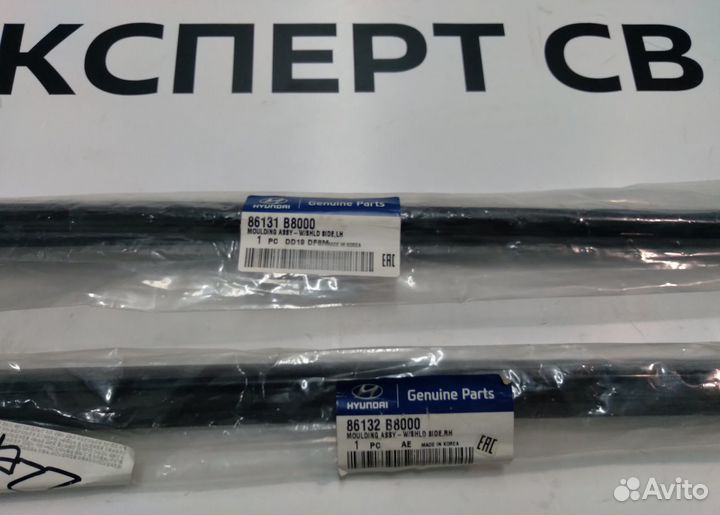 КСПЕРТ СВ
HYUNDAI Genuine Parts
86131 B8000
MOULDING ASSY-W/SHLD SIDE,LH
1 PC DD19 MADE IN KOREA
EAC
HYUNDAI Genuine Parts
86132 B8000
MOULDING ASSY-W/SHLD SIDE,RH
1 PC AE MADE IN KOREA
EAC
Avito